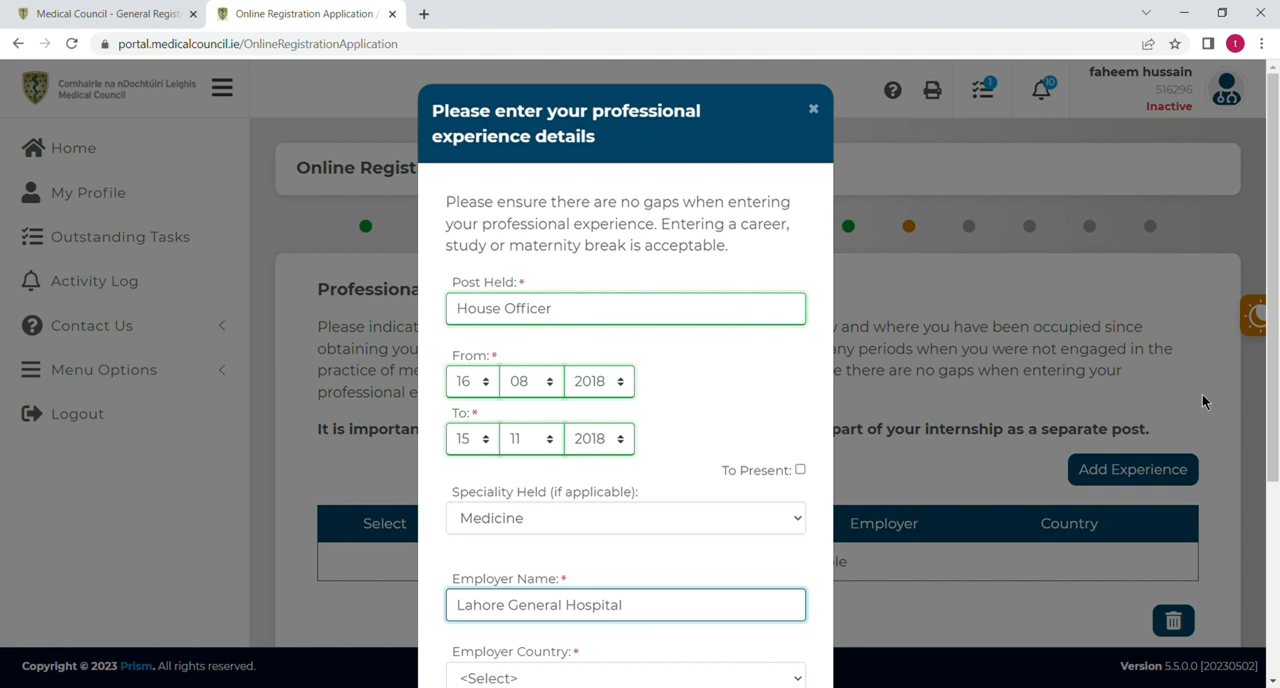 Medical Council - General Regist
Online Registration Application /
portal.medicalcouncil.ie/OnlineRegistrationApplication
t
Comhairle na nDochtúirí Leighis
Medical Council
1
10
faheem hussain
516296
Inactive
Home
My Profile
Outstanding Tasks
Activity Log
Contact Us
Menu Options
Logout
Online Regist
Professiona
Please indicat
obtaining you
practice of me
professional e
It is importan
Please enter your professional
experience details
Please ensure there are no gaps when entering
your professional experience. Entering a career,
study or maternity break is acceptable.
Post Held:*
House Officer
From:*
16 08 2018
To:*
15 11 2018
To Present:
Speciality Held (if applicable):
Medicine
Employer Name:*
Lahore General Hospital
Employer Country:*
<Select>
and where you have been occupied since
ny periods when you were not engaged in the
e there are no gaps when entering your
part of your internship as a separate post.
Add Experience
Select Employer Country
le
Copyright © 2023 Prism. All rights reserved.
Version 5.5.0.0 [20230502]